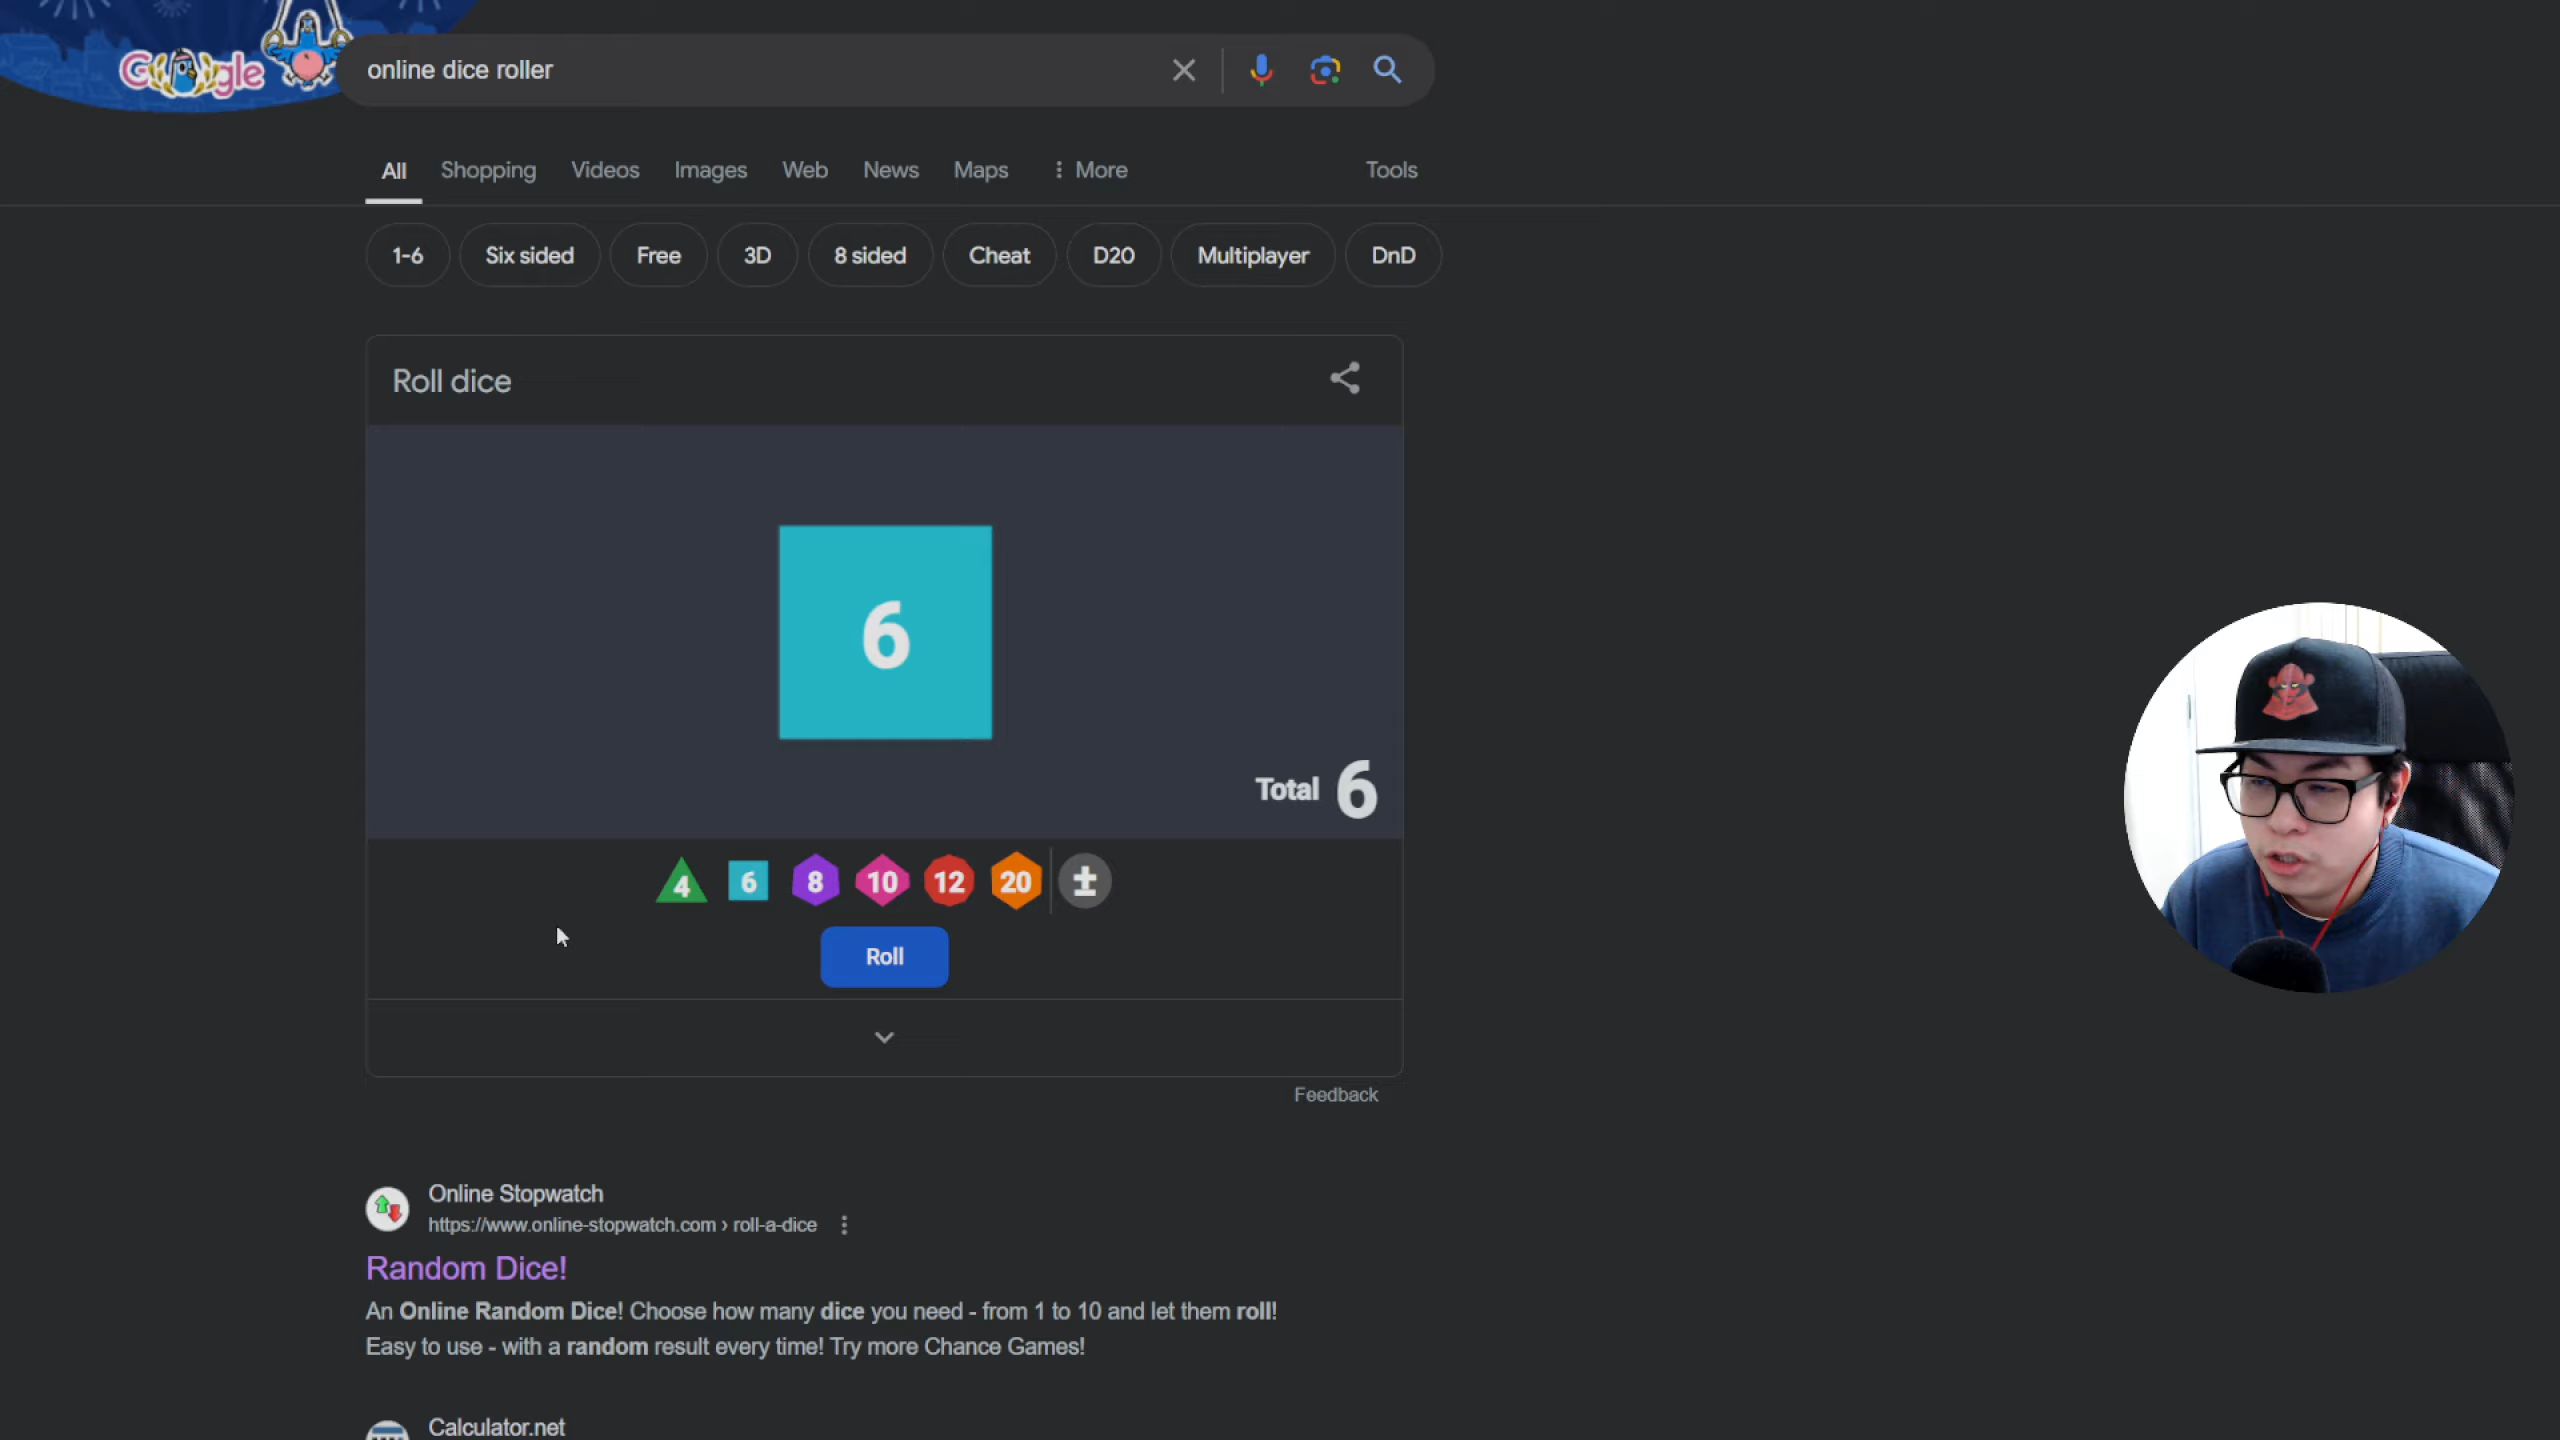 Google
online dice roller
All Shopping Videos Images Web News Maps More Tools
1-6 Six sided Free 3D 8 sided Cheat D20 Multiplayer DnD
Roll dice
6
Total 6
4 6 8 10 12 20 ±
Roll
Feedback
Online Stopwatch
https://www.online-stopwatch.com › roll-a-dice
Random Dice!
An Online Random Dice! Choose how many dice you need - from 1 to 10 and let them roll!
Easy to use - with a random result every time! Try more Chance Games!
Calculator.net